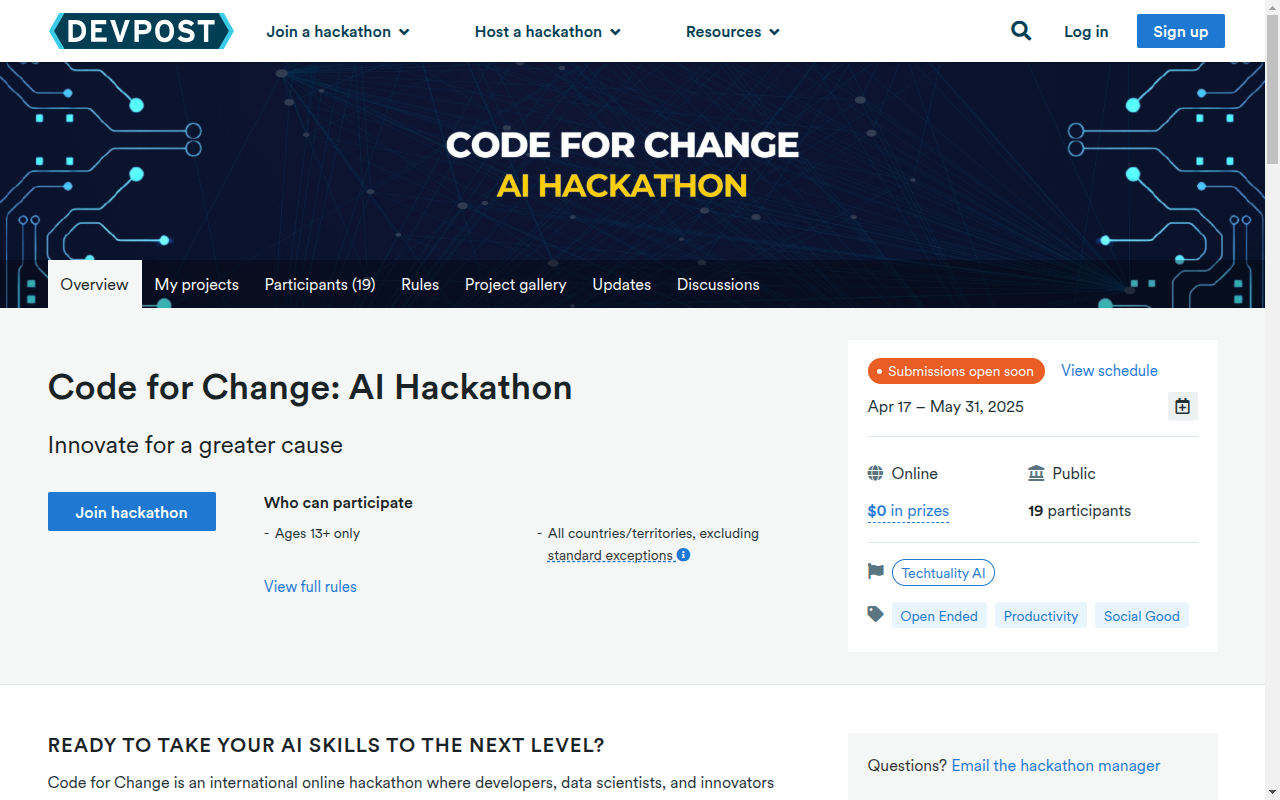 DEVPOST
Join a hackathon
Host a hackathon
Resources
Log in
Sign up
CODE FOR CHANGE
AI HACKATHON
Overview
My projects
Participants (19)
Rules
Project gallery
Updates
Discussions
Code for Change: AI Hackathon
Innovate for a greater cause
Join hackathon
Who can participate
- Ages 13+ only
- All countries/territories, excluding
standard exceptions
View full rules
Submissions open soon
View schedule
Apr 17 – May 31, 2025
Online
Public
$0 in prizes
19 participants
Techtuality AI
Open Ended
Productivity
Social Good
READY TO TAKE YOUR AI SKILLS TO THE NEXT LEVEL?
Code for Change is an international online hackathon where developers, data scientists, and innovators
Questions? Email the hackathon manager